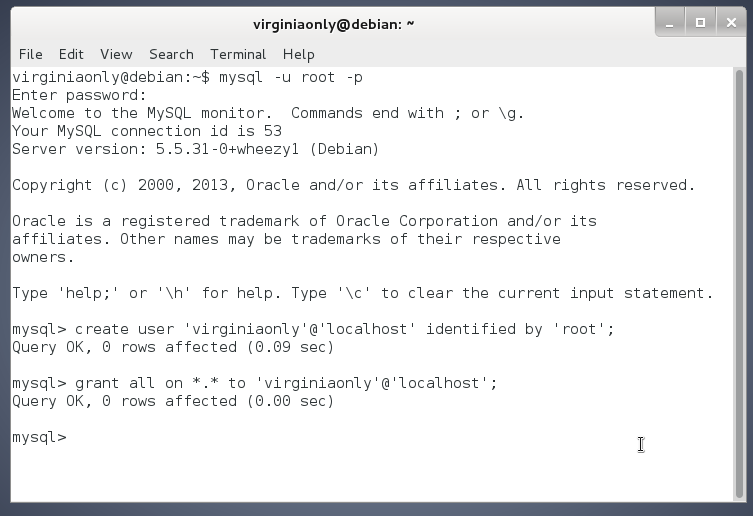 virginiaonly@debian: ~
File Edit View Search Terminal Help
virginiaonly@debian:~$ mysql -u root -p
Enter password:
Welcome to the MySQL monitor.  Commands end with ; or \g.
Your MySQL connection id is 53
Server version: 5.5.31-0+wheezy1 (Debian)
Copyright (c) 2000, 2013, Oracle and/or its affiliates. All rights reserved.
Oracle is a registered trademark of Oracle Corporation and/or its
affiliates. Other names may be trademarks of their respective
owners.
Type 'help;' or '\h' for help. Type '\c' to clear the current input statement.
mysql> create user 'virginiaonly'@'localhost' identified by 'root';
Query OK, 0 rows affected (0.09 sec)
mysql> grant all on *.* to 'virginiaonly'@'localhost';
Query OK, 0 rows affected (0.00 sec)
mysql>